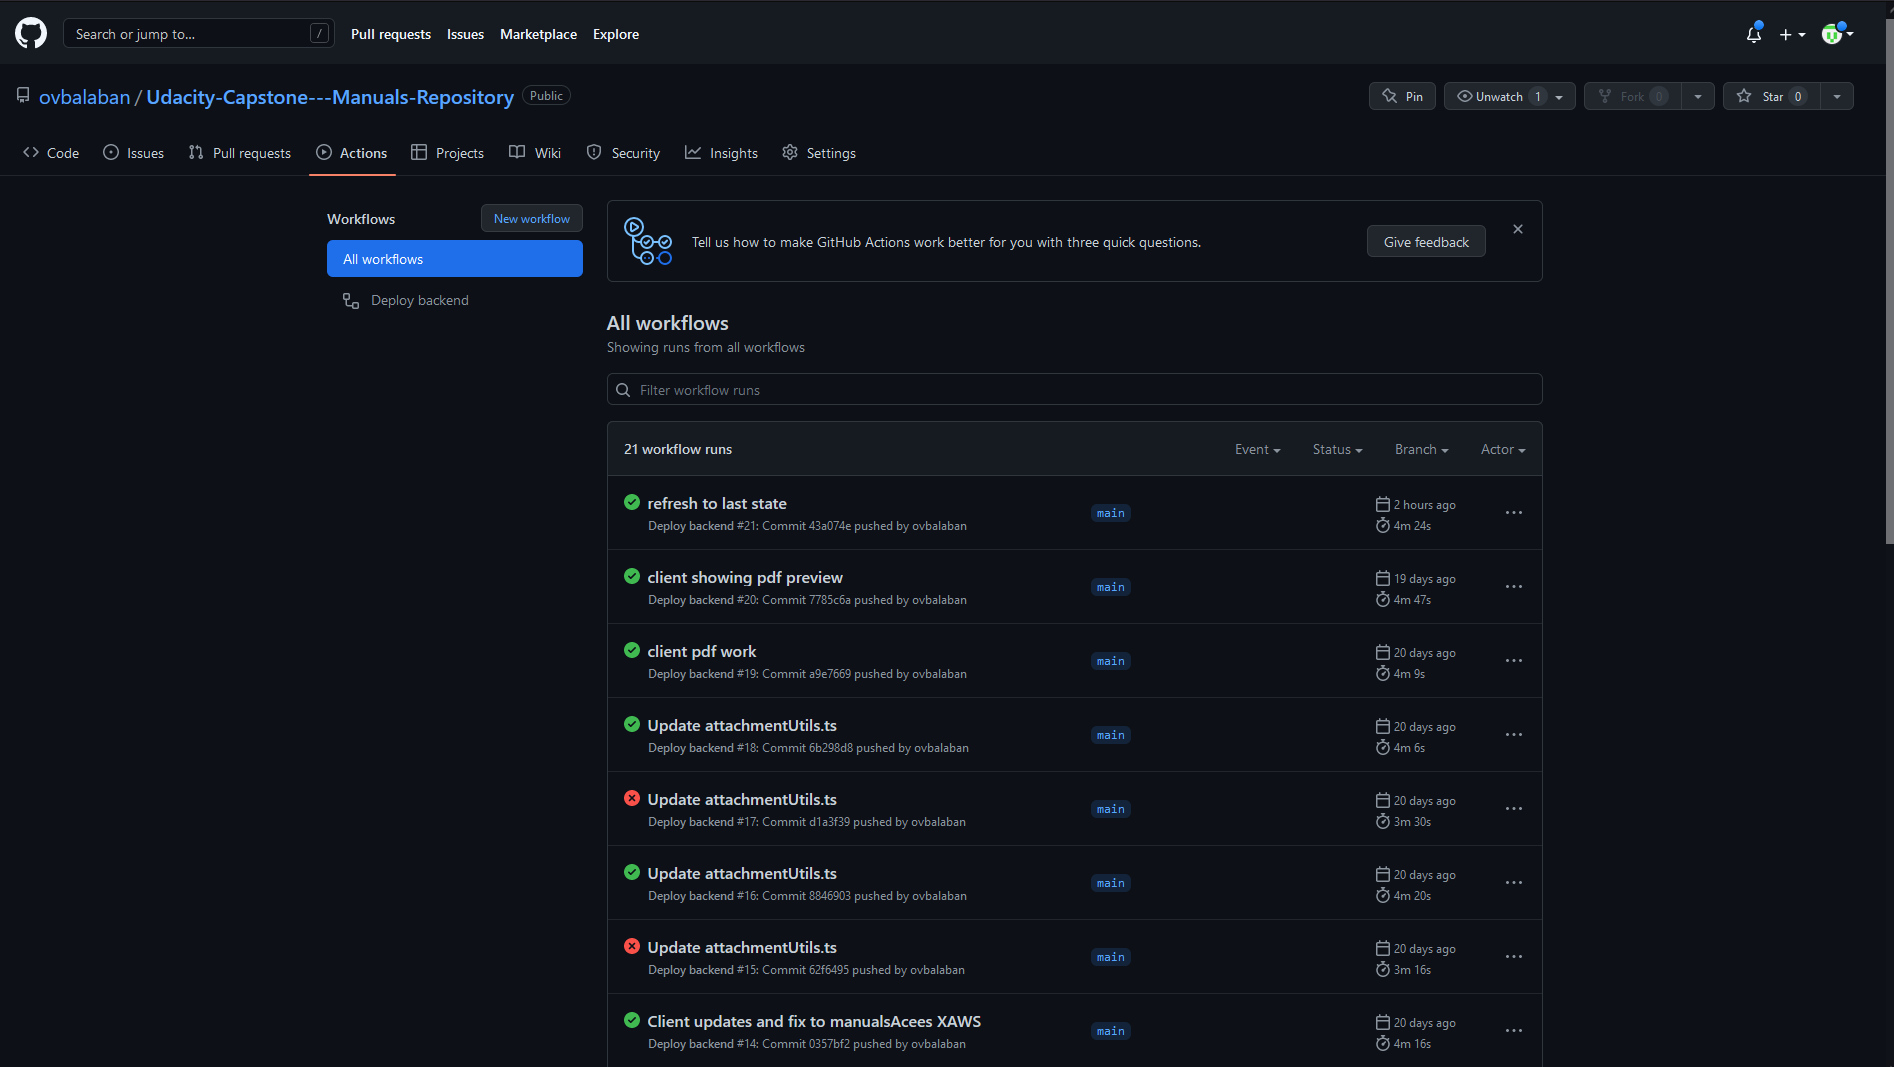 Search or jump to...
/
Pull requests
Issues
Marketplace
Explore
ovbalaban / Udacity-Capstone---Manuals-Repository
Public
Pin
Unwatch 1
Fork 0
Star 0
Code
Issues
Pull requests
Actions
Projects
Wiki
Security
Insights
Settings
Workflows
New workflow
All workflows
Deploy backend
Tell us how to make GitHub Actions work better for you with three quick questions.
Give feedback
All workflows
Showing runs from all workflows
Filter workflow runs
21 workflow runs
Event
Status
Branch
Actor
refresh to last state
Deploy backend #21: Commit 43a074e pushed by ovbalaban
main
2 hours ago
4m 24s
client showing pdf preview
Deploy backend #20: Commit 7785c6a pushed by ovbalaban
main
19 days ago
4m 47s
client pdf work
Deploy backend #19: Commit a9e7669 pushed by ovbalaban
main
20 days ago
4m 9s
Update attachmentUtils.ts
Deploy backend #18: Commit 6b298d8 pushed by ovbalaban
main
20 days ago
4m 6s
Update attachmentUtils.ts
Deploy backend #17: Commit d1a3f39 pushed by ovbalaban
main
20 days ago
3m 30s
Update attachmentUtils.ts
Deploy backend #16: Commit 8846903 pushed by ovbalaban
main
20 days ago
4m 20s
Update attachmentUtils.ts
Deploy backend #15: Commit 62f6495 pushed by ovbalaban
main
20 days ago
3m 16s
Client updates and fix to manualsAcees XAWS
Deploy backend #14: Commit 0357bf2 pushed by ovbalaban
main
20 days ago
4m 16s